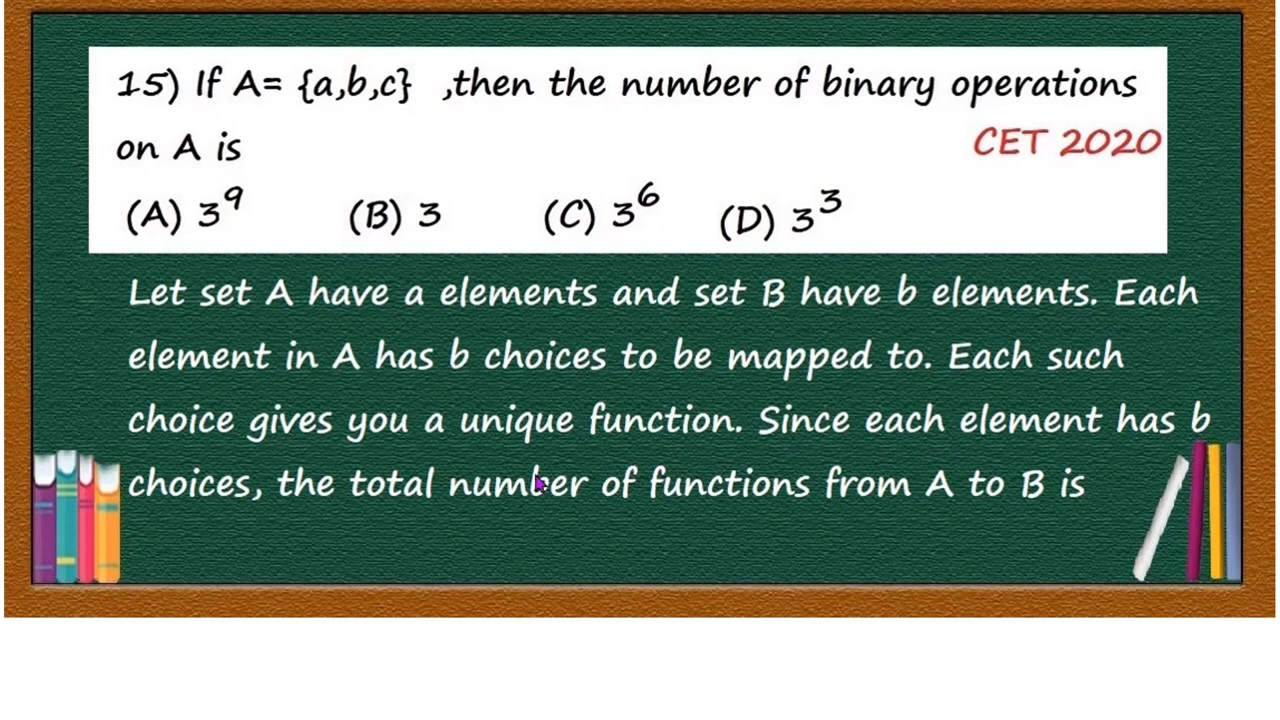 15) If A= {a,b,c} ,then the number of binary operations
on A is CET 2020
(A) 3⁹ (B) 3 (C) 3⁶ (D) 3³
Let set A have a elements and set B have b elements. Each
element in A has b choices to be mapped to. Each such
choice gives you a unique function. Since each element has b
choices, the total number of functions from A to B is